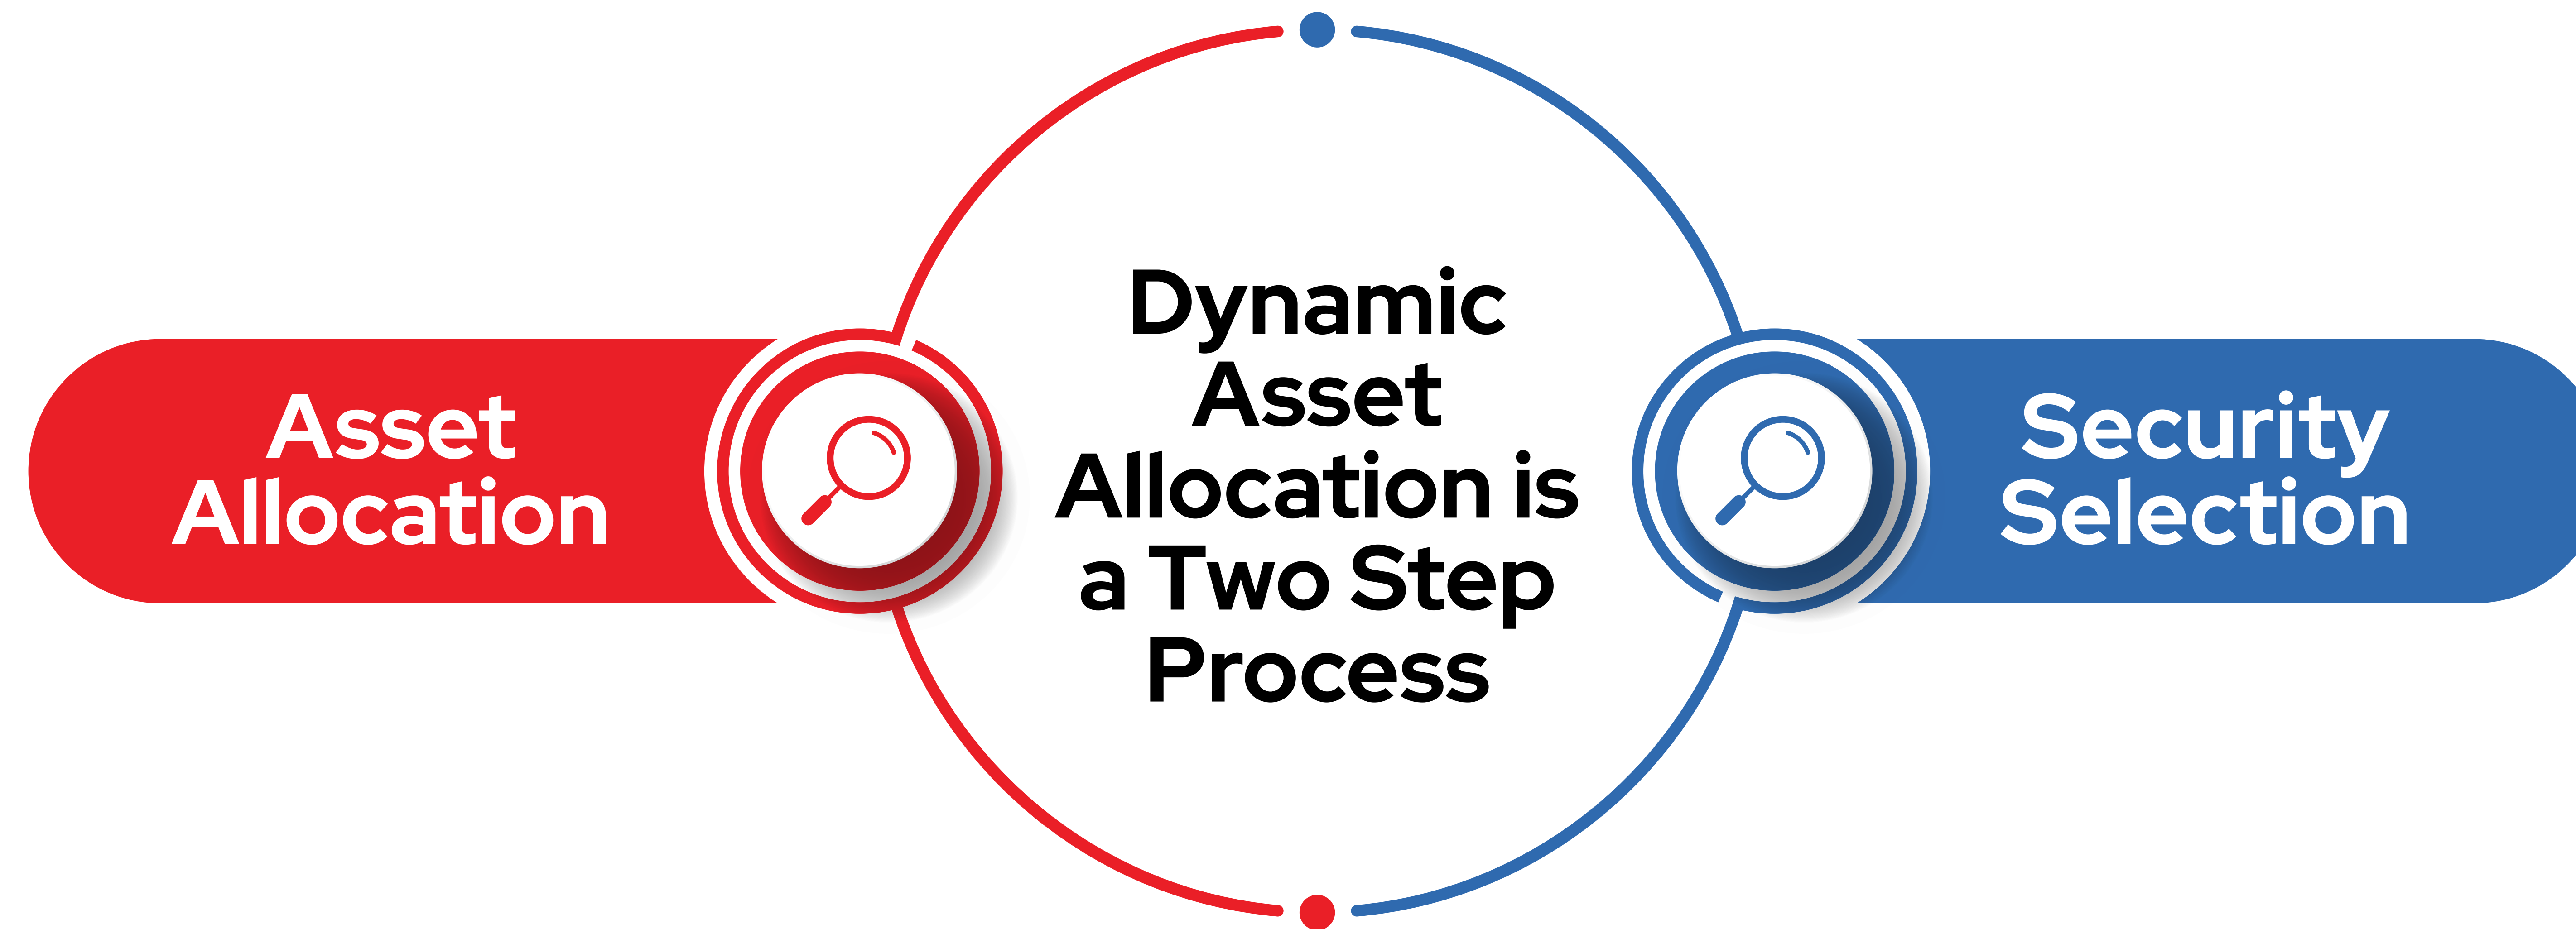 Asset
Allocation
Dynamic
Asset
Allocation is
a Two Step
Process
Security
Selection